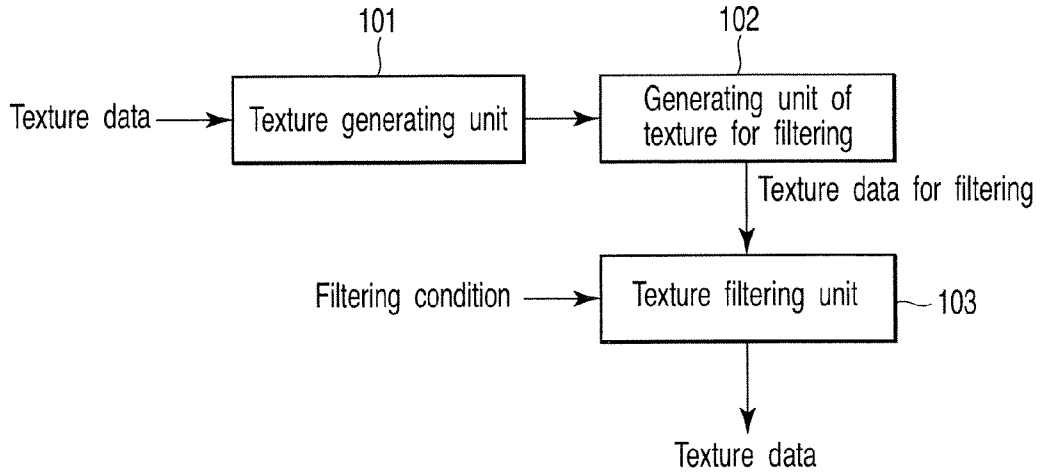 101
102
Texture data
Texture generating unit
Generating unit of
texture for filtering
Texture data for filtering
Filtering condition
Texture filtering unit
103
Texture data